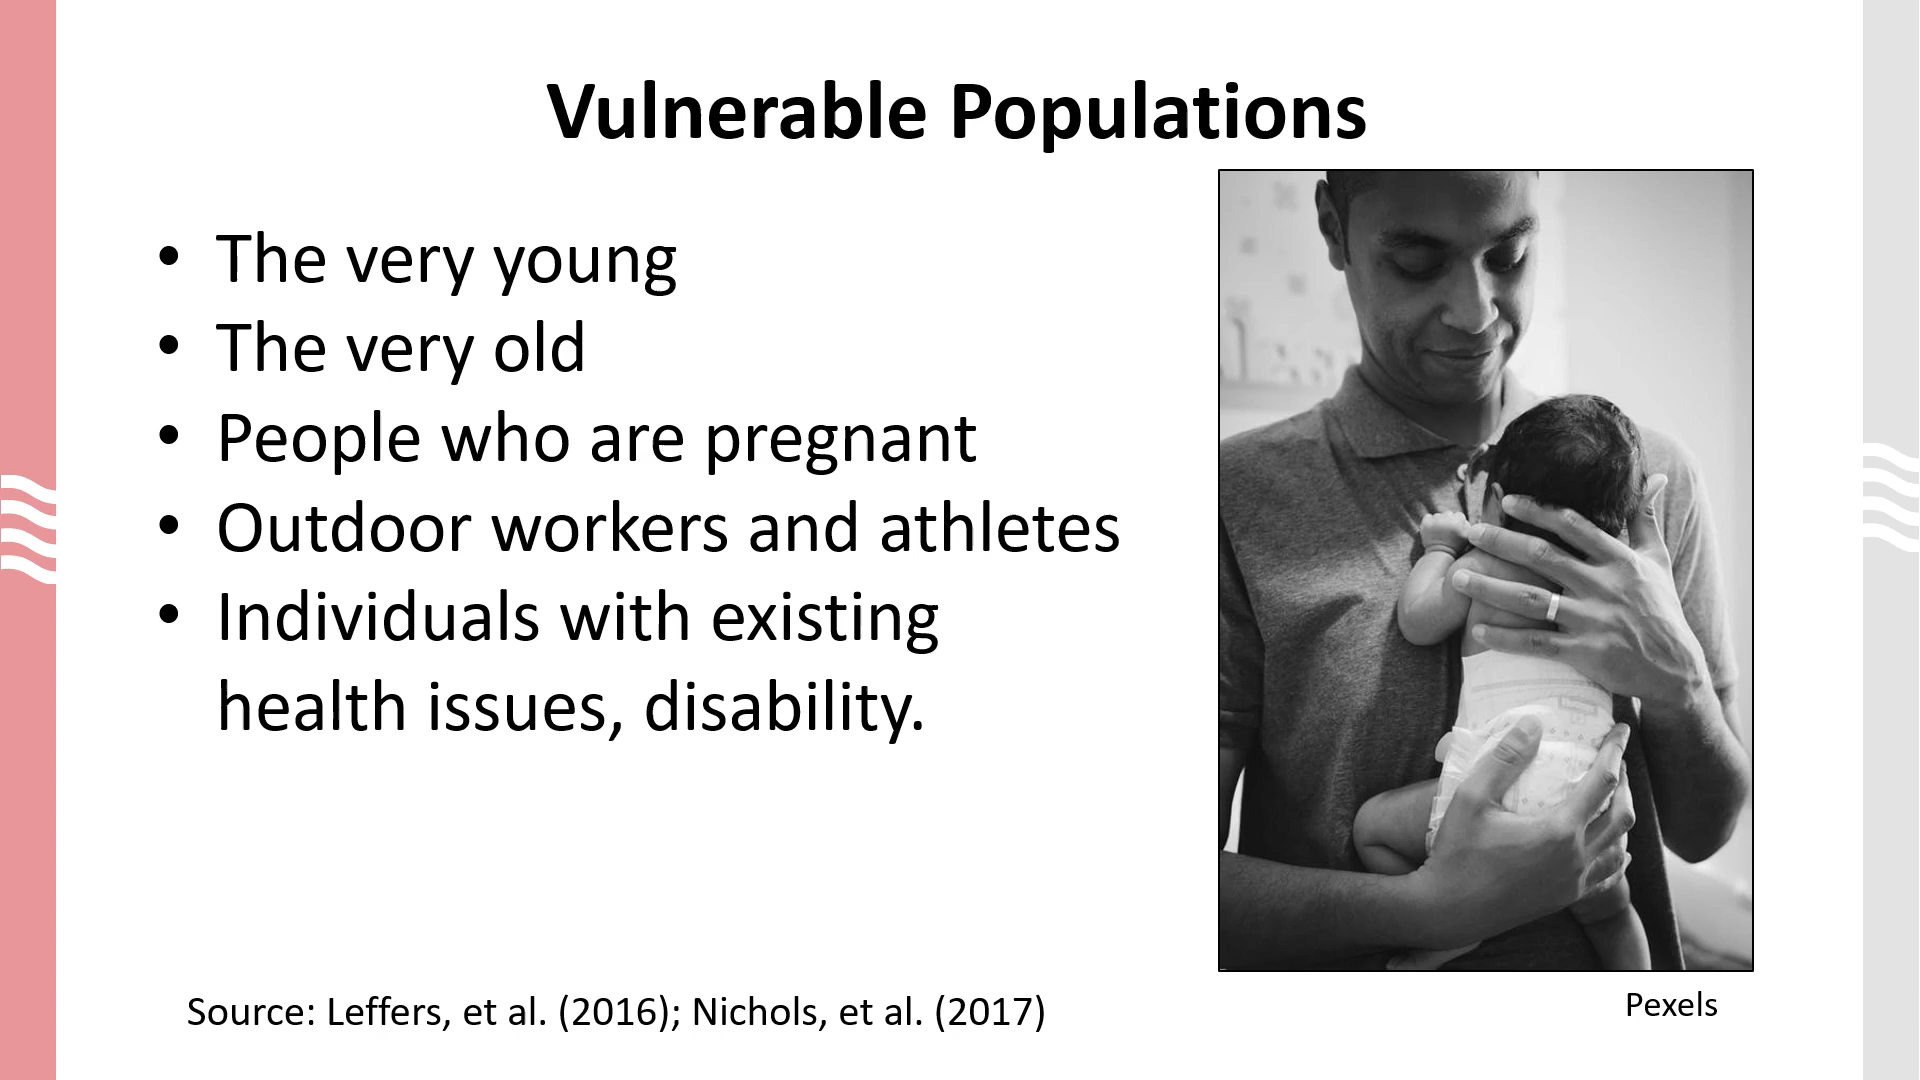 Vulnerable Populations
• The very young
• The very old
• People who are pregnant
• Outdoor workers and athletes
• Individuals with existing
health issues, disability.
Source: Leffers, et al. (2016); Nichols, et al. (2017)
Pexels